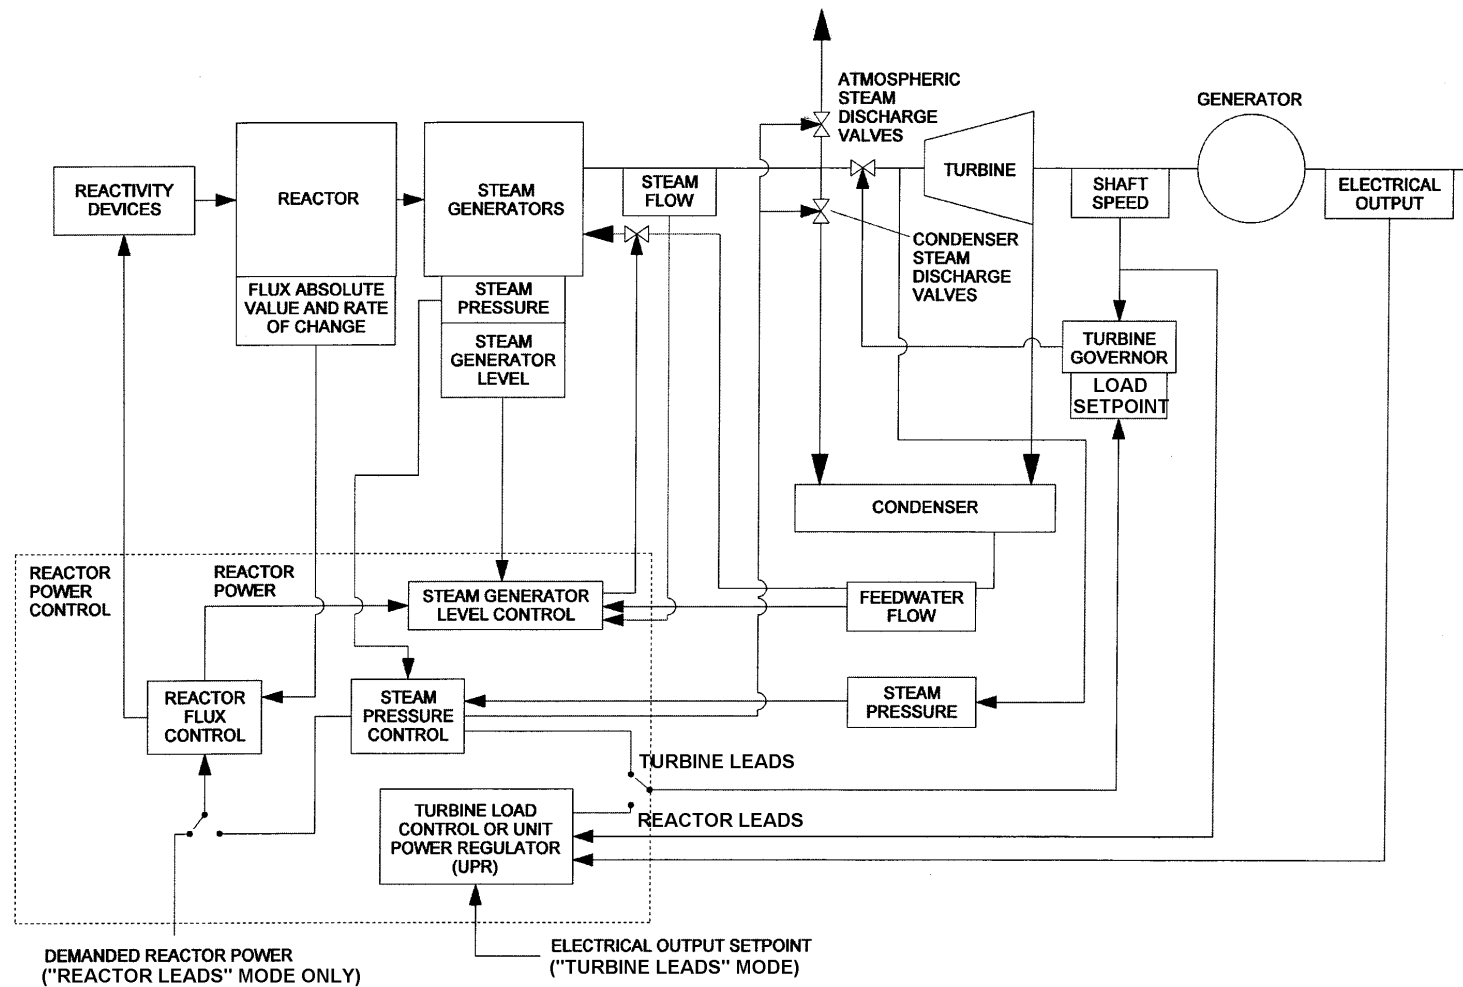 ATMOSPHERIC
STEAM
DISCHARGE
VALVES
GENERATOR
REACTIVITY
DEVICES
REACTOR
STEAM
GENERATORS
STEAM
FLOW
TURBINE
SHAFT
SPEED
ELECTRICAL
OUTPUT
CONDENSER
STEAM
DISCHARGE
VALVES
FLUX ABSOLUTE
VALUE AND RATE
OF CHANGE
STEAM
PRESSURE
STEAM
GENERATOR
LEVEL
TURBINE
GOVERNOR
LOAD
SETPOINT
CONDENSER
REACTOR
POWER
CONTROL
REACTOR
POWER
STEAM GENERATOR
LEVEL CONTROL
FEEDWATER
FLOW
REACTOR
FLUX
CONTROL
STEAM
PRESSURE
CONTROL
STEAM
PRESSURE
TURBINE LEADS
TURBINE LOAD
CONTROL OR UNIT
POWER REGULATOR
(UPR)
REACTOR LEADS
DEMANDED REACTOR POWER
("REACTOR LEADS" MODE ONLY)
ELECTRICAL OUTPUT SETPOINT
("TURBINE LEADS" MODE)